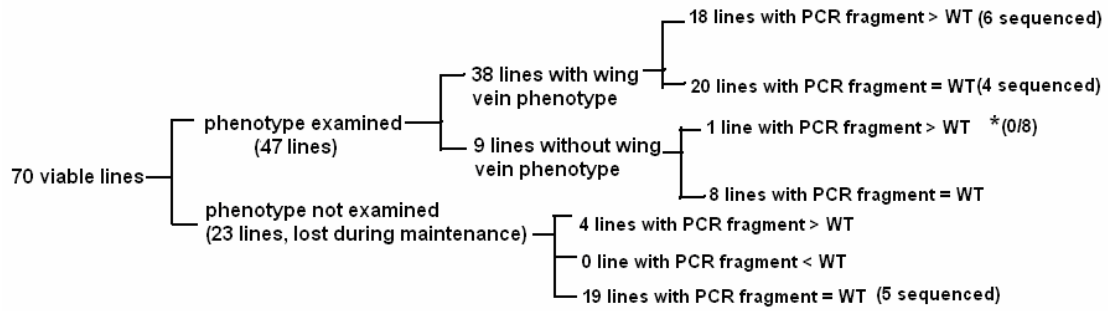 18 lines with PCR fragment > WT (6 sequenced)
38 lines with wing
vein phenotype
20 lines with PCR fragment = WT(4 sequenced)
phenotype examined
(47 lines)
1 line with PCR fragment > WT *(0/8)
9 lines without wing
vein phenotype
70 viable lines
8 lines with PCR fragment = WT
phenotype not examined
(23 lines, lost during maintenance)
4 lines with PCR fragment > WT
0 line with PCR fragment < WT
19 lines with PCR fragment = WT (5 sequenced)